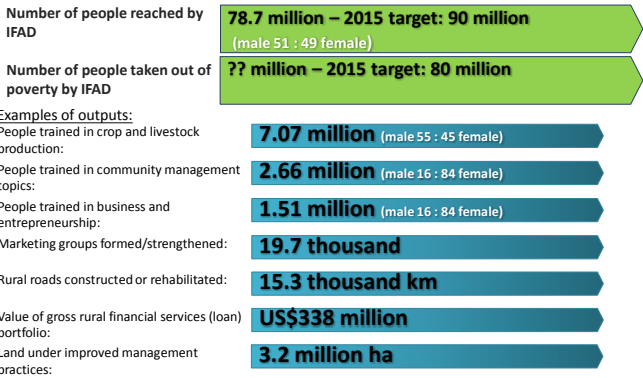 Number of people reached by
IFAD
78.7 million – 2015 target: 90 million
(male 51 : 49 female)
Number of people taken out of
poverty by IFAD
?? million – 2015 target: 80 million
Examples of outputs:
People trained in crop and livestock
production:
7.07 million (male 55 : 45 female)
People trained in community management
topics:
2.66 million (male 16 : 84 female)
People trained in business and
entrepreneurship:
1.51 million (male 16 : 84 female)
Marketing groups formed/strengthened:
19.7 thousand
Rural roads constructed or rehabilitated:
15.3 thousand km
Value of gross rural financial services (loan)
portfolio:
US$338 million
Land under improved management
practices:
3.2 million ha